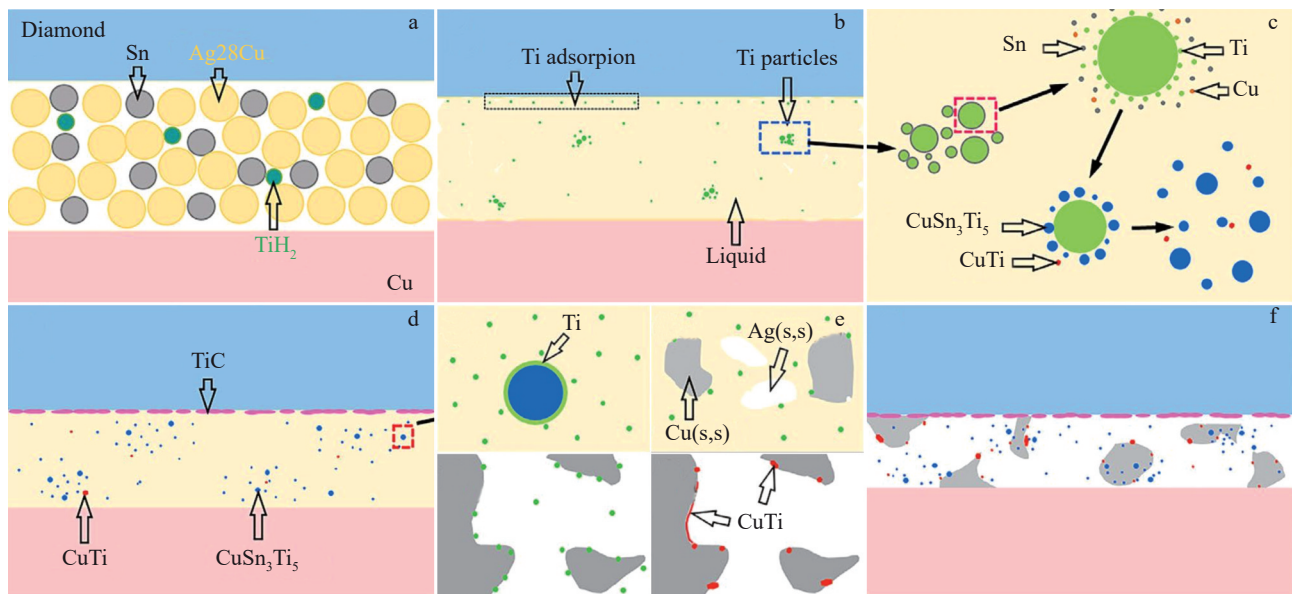 a
Diamond
Sn
Ag28Cu
TiH₂
Cu
b
Ti adsorpion
Ti particles
Liquid
c
Sn
Ti
Cu
CuSn₃Ti₅
CuTi
d
TiC
CuTi
CuSn₃Ti₅
e
Ti
Ag(s,s)
Cu(s,s)
CuTi
f